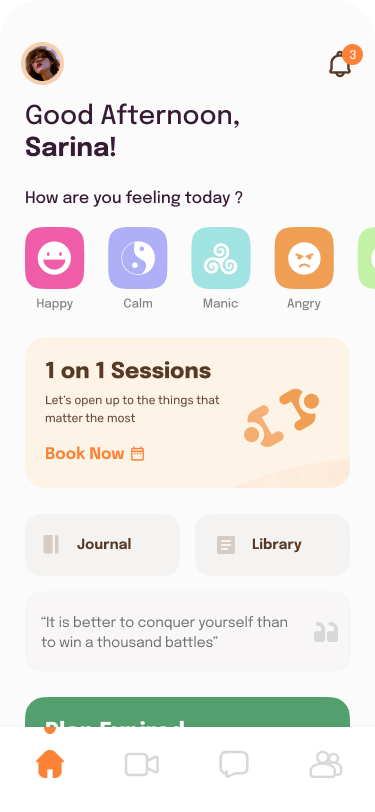 3
Good Afternoon,
Sarina!
How are you feeling today ?
Happy
Calm
Manic
Angry
1 on 1 Sessions
Let's open up to the things that
matter the most
Book Now
Journal
Library
“It is better to conquer yourself than
to win a thousand battles”
Plan Expired